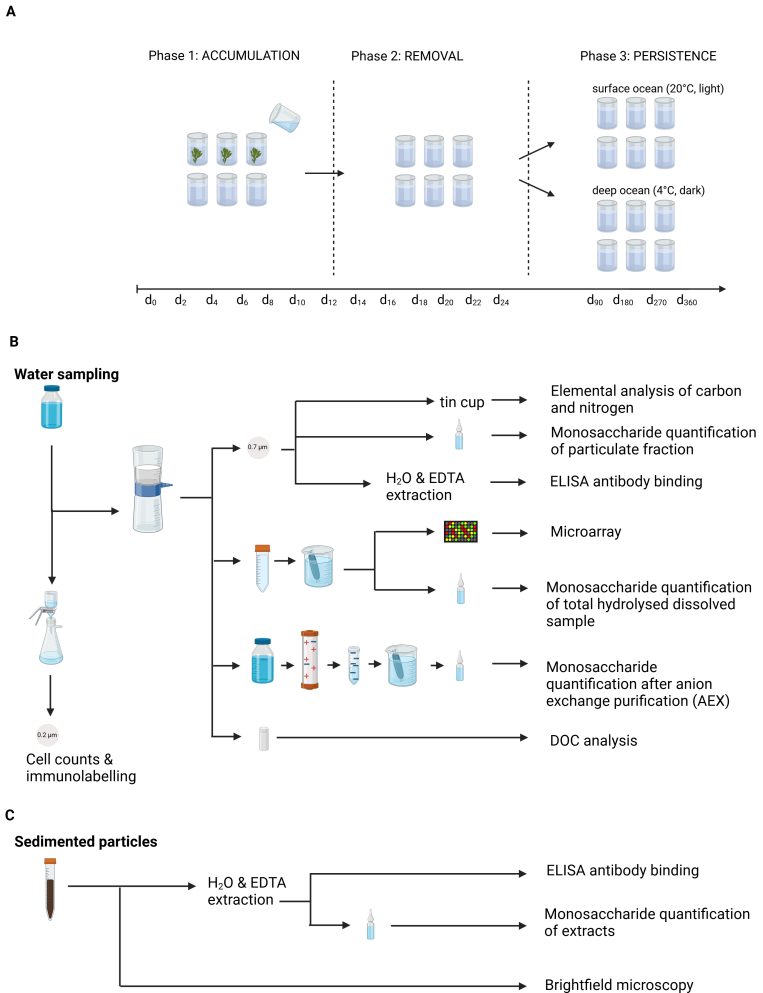 A
Phase 1: ACCUMULATION
Phase 2: REMOVAL
Phase 3: PERSISTENCE
surface ocean (20°C, light)
deep ocean (4°C, dark)
d₀ d₂ d₄ d₆ d₈ d₁₀ d₁₂ d₁₄ d₁₆ d₁₈ d₂₀ d₂₂ d₂₄ d₉₀ d₁₈₀ d₂₇₀ d₃₆₀
B
Water sampling
0.7 µm
tin cup
Elemental analysis of carbon
and nitrogen
Monosaccharide quantification
of particulate fraction
H₂O & EDTA
extraction
ELISA antibody binding
Microarray
Monosaccharide quantification
of total hydrolysed dissolved
sample
Monosaccharide
quantification after anion
exchange purification (AEX)
DOC analysis
0.2 µm
Cell counts &
immunolabelling
C
Sedimented particles
H₂O & EDTA
extraction
ELISA antibody binding
Monosaccharide quantification
of extracts
Brightfield microscopy